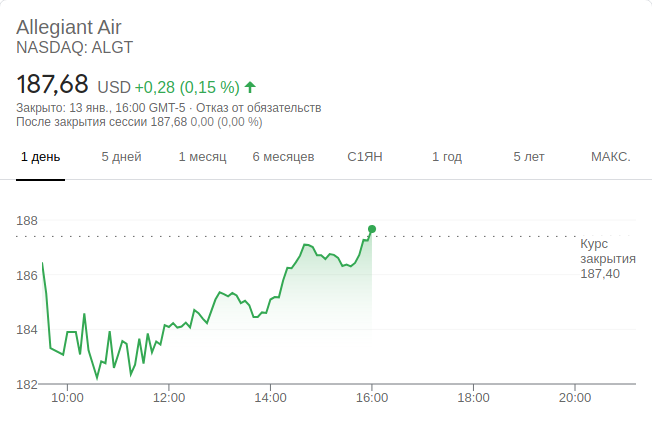 Allegiant Air
NASDAQ: ALGT
187,68 USD +0,28 (0,15 %)
Закрыто: 13 янв., 16:00 GMT-5 · Отказ от обязательств
После закрытия сессии 187,68 0,00 (0,00 %)
1 день 5 дней 1 месяц 6 месяцев С1ЯН 1 год 5 лет МАКС.
188
Курс
закрытия
187,40
186
184
182
10:00 12:00 14:00 16:00 18:00 20:00